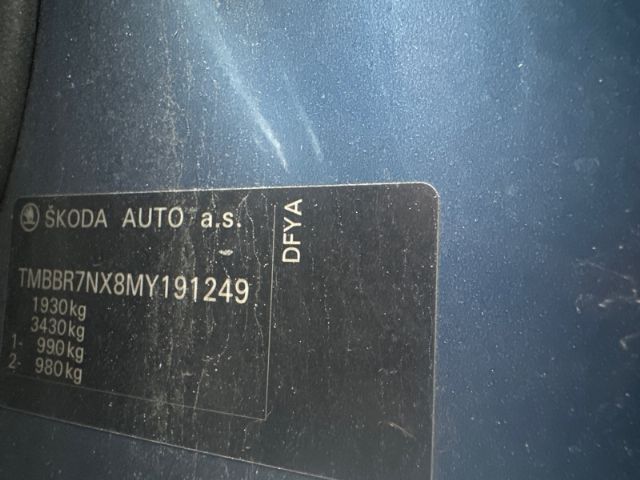 ŠKODA AUTO a.s.
DFYA
TMBBR7NX8MY191249
1930kg
3430kg
1- 990kg
2- 980kg